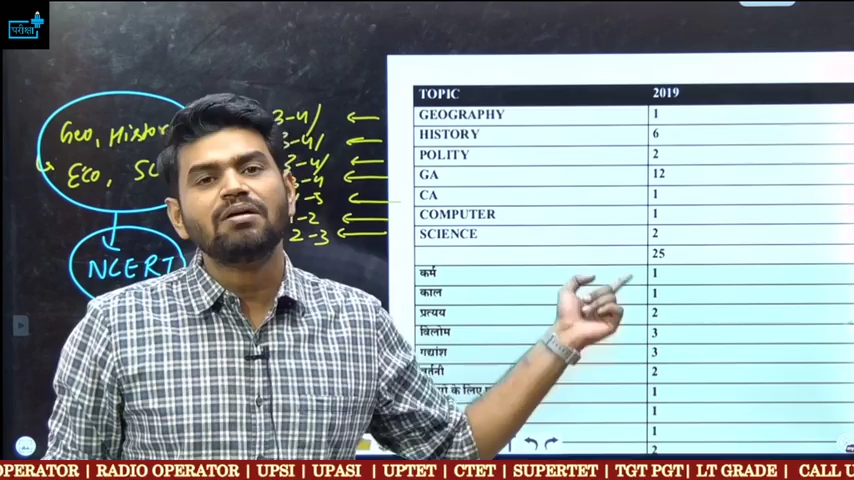 परीक्षा
Geo, Histor
Eco, Sc
NCERT
3-4/
3-4/
3-4/
3-4
-5
1-2
2-3
TOPIC 2019
GEOGRAPHY 1
HISTORY 6
POLITY 2
GA 12
CA 1
COMPUTER 1
SCIENCE 2
25
कर्म 1
काल 1
प्रत्यय 2
विलोम 3
गद्यांश 3
र्तनी 2
के लिए 1
1
1
2
OPERATOR | RADIO OPERATOR | UPSI | UPASI | UPTET | CTET | SUPERTET | TGT PGT | LT GRADE | CALL U